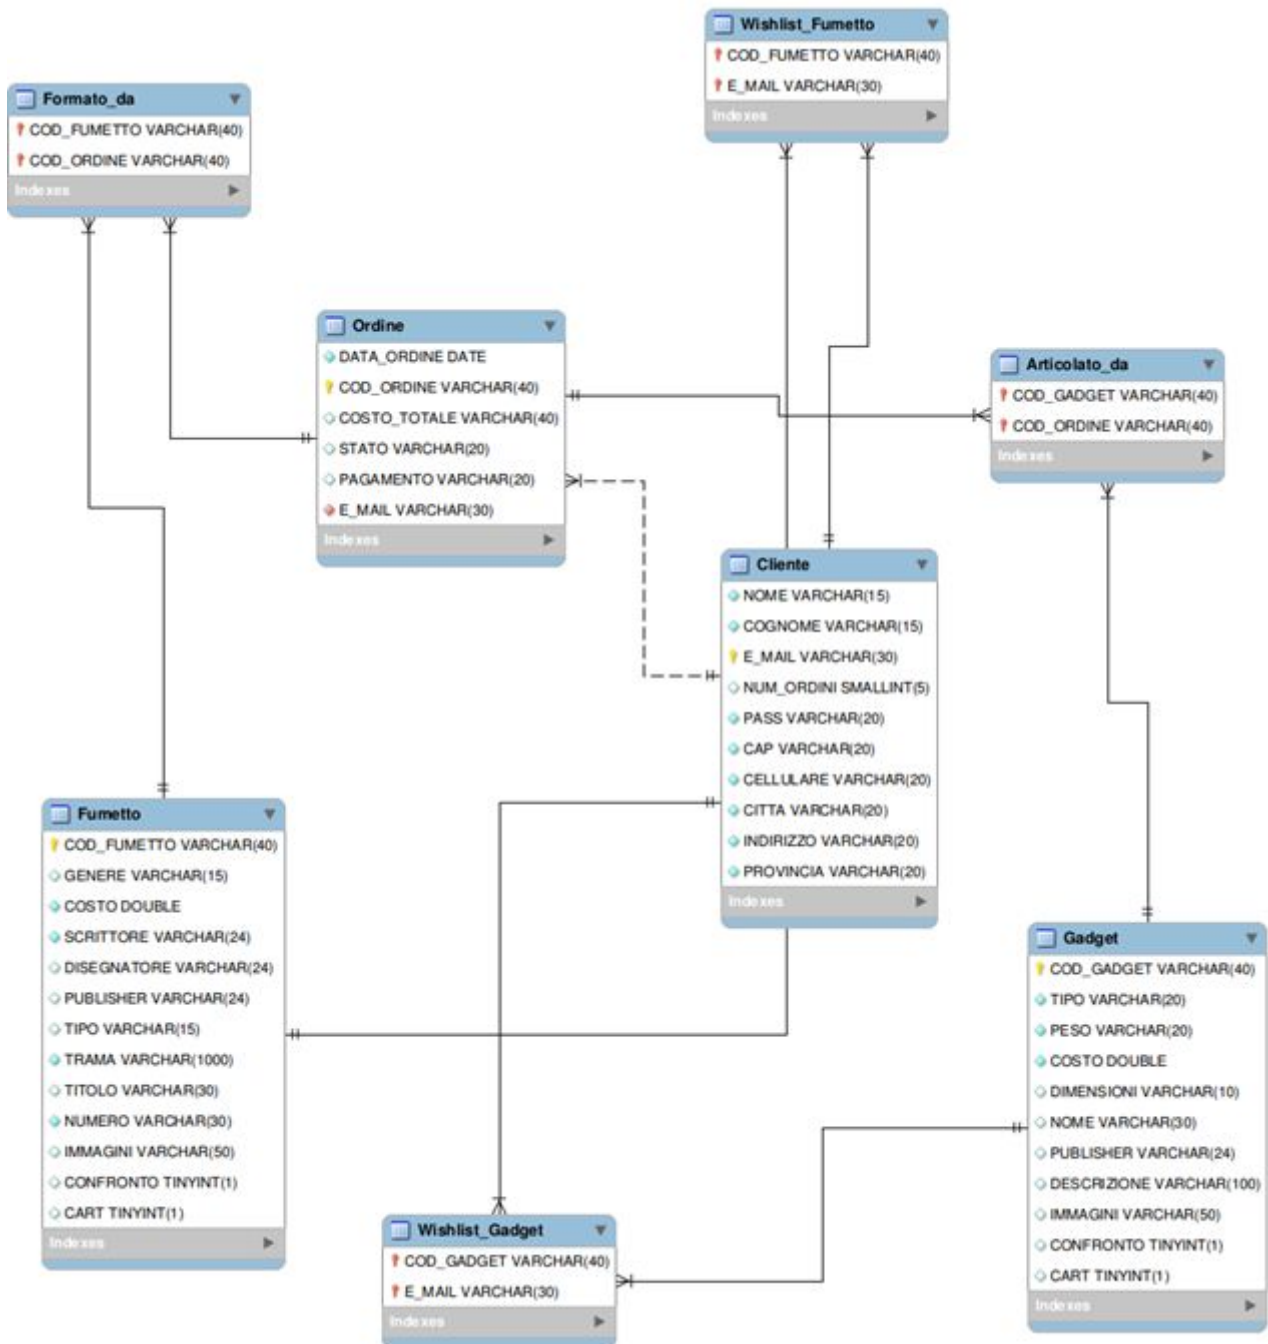 Wishlist_Fumetto
COD_FUMETTO VARCHAR(40)
E_MAIL VARCHAR(30)
Indexes
Formato_da
COD_FUMETTO VARCHAR(40)
COD_ORDINE VARCHAR(40)
Indexes
Ordine
DATA_ORDINE DATE
COD_ORDINE VARCHAR(40)
COSTO_TOTALE VARCHAR(40)
STATO VARCHAR(20)
PAGAMENTO VARCHAR(20)
E_MAIL VARCHAR(30)
Indexes
Articolato_da
COD_GADGET VARCHAR(40)
COD_ORDINE VARCHAR(40)
Indexes
Cliente
NOME VARCHAR(15)
COGNOME VARCHAR(15)
E_MAIL VARCHAR(30)
NUM_ORDINI SMALLINT(5)
PASS VARCHAR(20)
CAP VARCHAR(20)
CELLULARE VARCHAR(20)
CITTA VARCHAR(20)
INDIRIZZO VARCHAR(20)
PROVINCIA VARCHAR(20)
Indexes
Fumetto
COD_FUMETTO VARCHAR(40)
GENERE VARCHAR(15)
COSTO DOUBLE
SCRITTORE VARCHAR(24)
DISEGNATORE VARCHAR(24)
PUBLISHER VARCHAR(24)
TIPO VARCHAR(15)
TRAMA VARCHAR(1000)
TITOLO VARCHAR(30)
NUMERO VARCHAR(30)
IMMAGINI VARCHAR(50)
CONFRONTO TINYINT(1)
CART TINYINT(1)
Indexes
Gadget
COD_GADGET VARCHAR(40)
TIPO VARCHAR(20)
PESO VARCHAR(20)
COSTO DOUBLE
DIMENSIONI VARCHAR(10)
NOME VARCHAR(30)
PUBLISHER VARCHAR(24)
DESCRIZIONE VARCHAR(100)
IMMAGINI VARCHAR(50)
CONFRONTO TINYINT(1)
CART TINYINT(1)
Indexes
Wishlist_Gadget
COD_GADGET VARCHAR(40)
E_MAIL VARCHAR(30)
Indexes